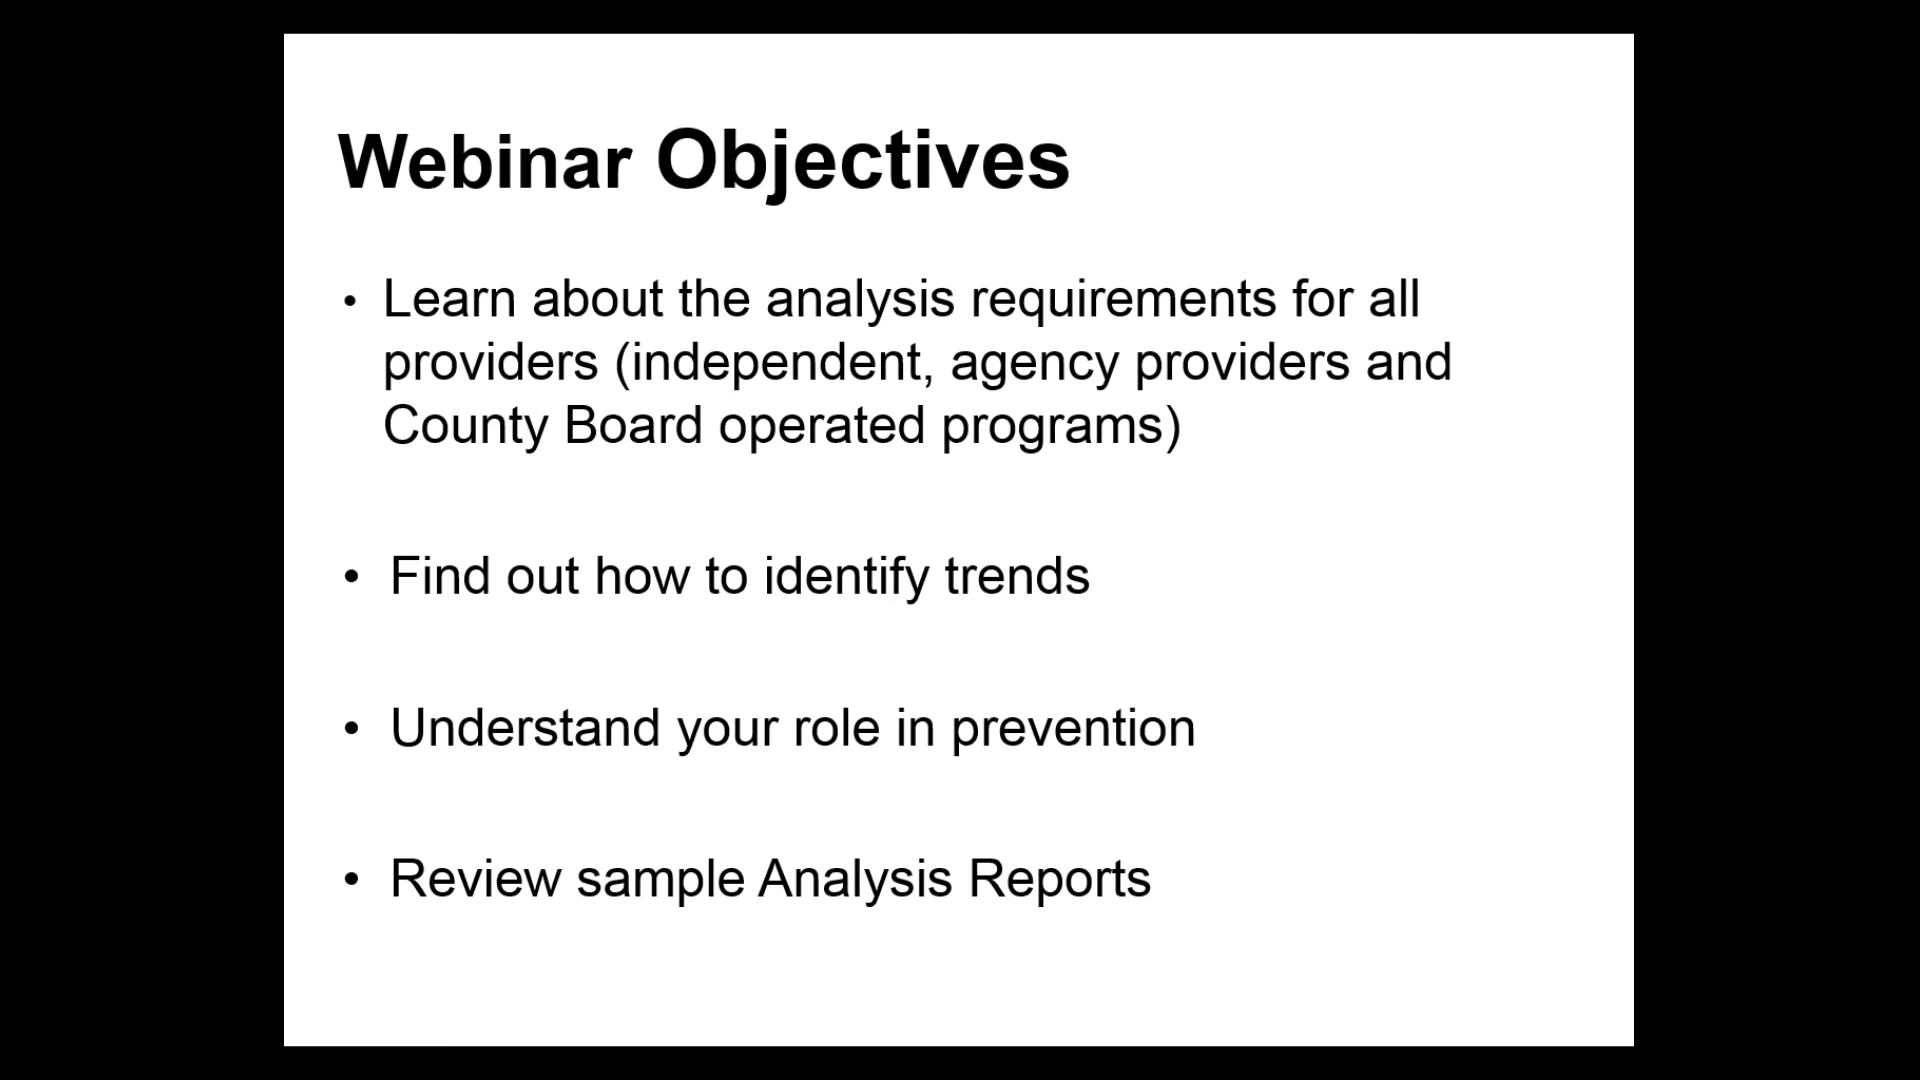 Webinar Objectives
• Learn about the analysis requirements for all
providers (independent, agency providers and
County Board operated programs)
• Find out how to identify trends
• Understand your role in prevention
• Review sample Analysis Reports